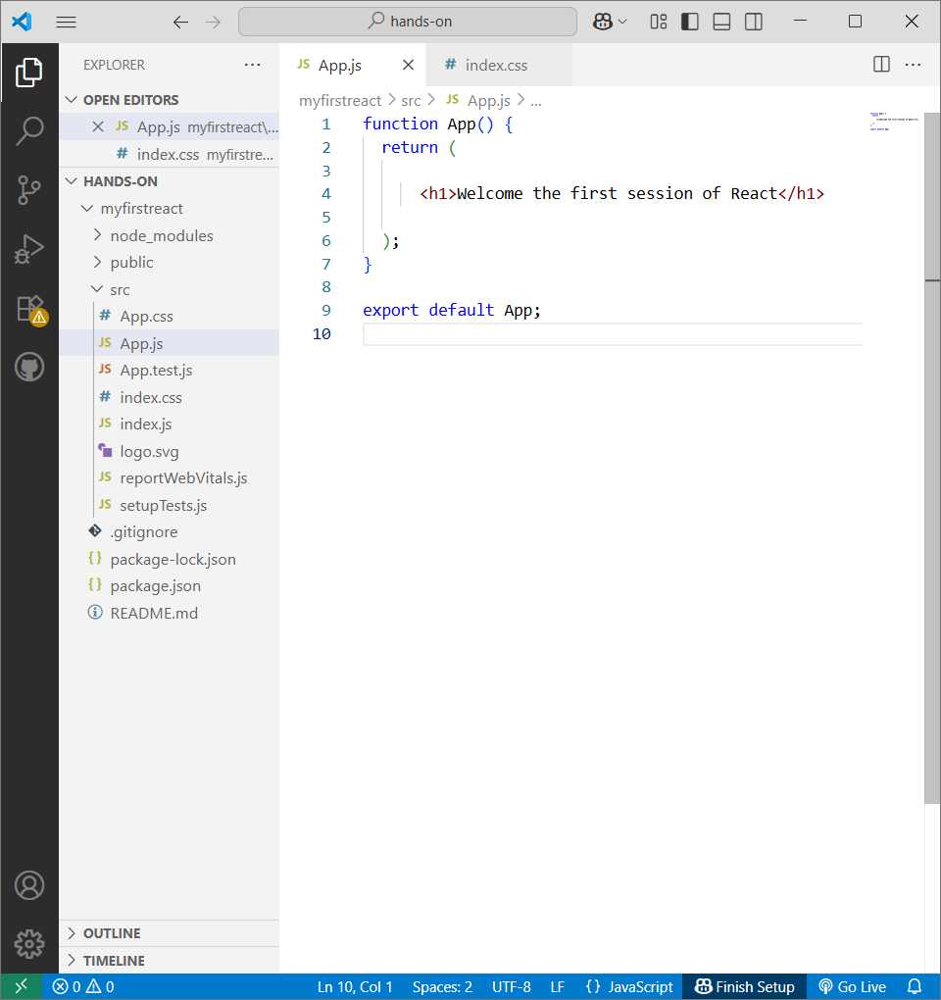 hands-on
EXPLORER
JS App.js
# index.css
OPEN EDITORS
JS App.js myfirstreact\...
# index.css myfirstre...
HANDS-ON
myfirstreact
node_modules
public
src
# App.css
JS App.js
JS App.test.js
# index.css
JS index.js
logo.svg
JS reportWebVitals.js
JS setupTests.js
.gitignore
{} package-lock.json
{} package.json
README.md
OUTLINE
TIMELINE
myfirstreact > src > JS App.js > ...
1 function App() {
2 return (
3
4 <h1>Welcome the first session of React</h1>
5
6 );
7 }
8
9 export default App;
10
0 0
Ln 10, Col 1 Spaces: 2 UTF-8 LF {} JavaScript Finish Setup Go Live